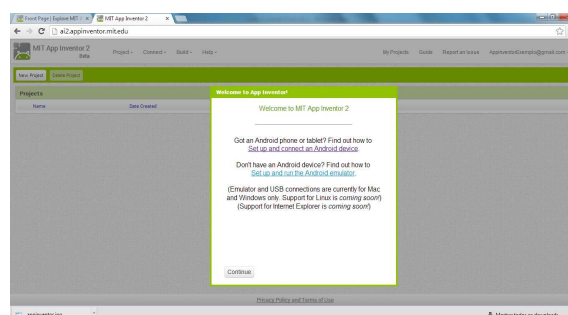 Front Page | Explore MIT
MIT App Inventor 2
ai2.appinventor.mit.edu
MIT App Inventor 2
Beta
Project
Connect
Build
Help
My Projects
Guide
Report an Issue
New Project
Delete Project
Projects
Name
Date Created
Welcome to App Inventor!
Welcome to MIT App Inventor 2
Got an Android phone or tablet? Find out how to
Set up and connect an Android device.
Don't have an Android device? Find out how to
Set up and run the Android emulator.
(Emulator and USB connections are currently for Mac
and Windows only. Support for Linux is coming soon!)
(Support for Internet Explorer is coming soon!)
Continue
Privacy Policy and Terms of Use